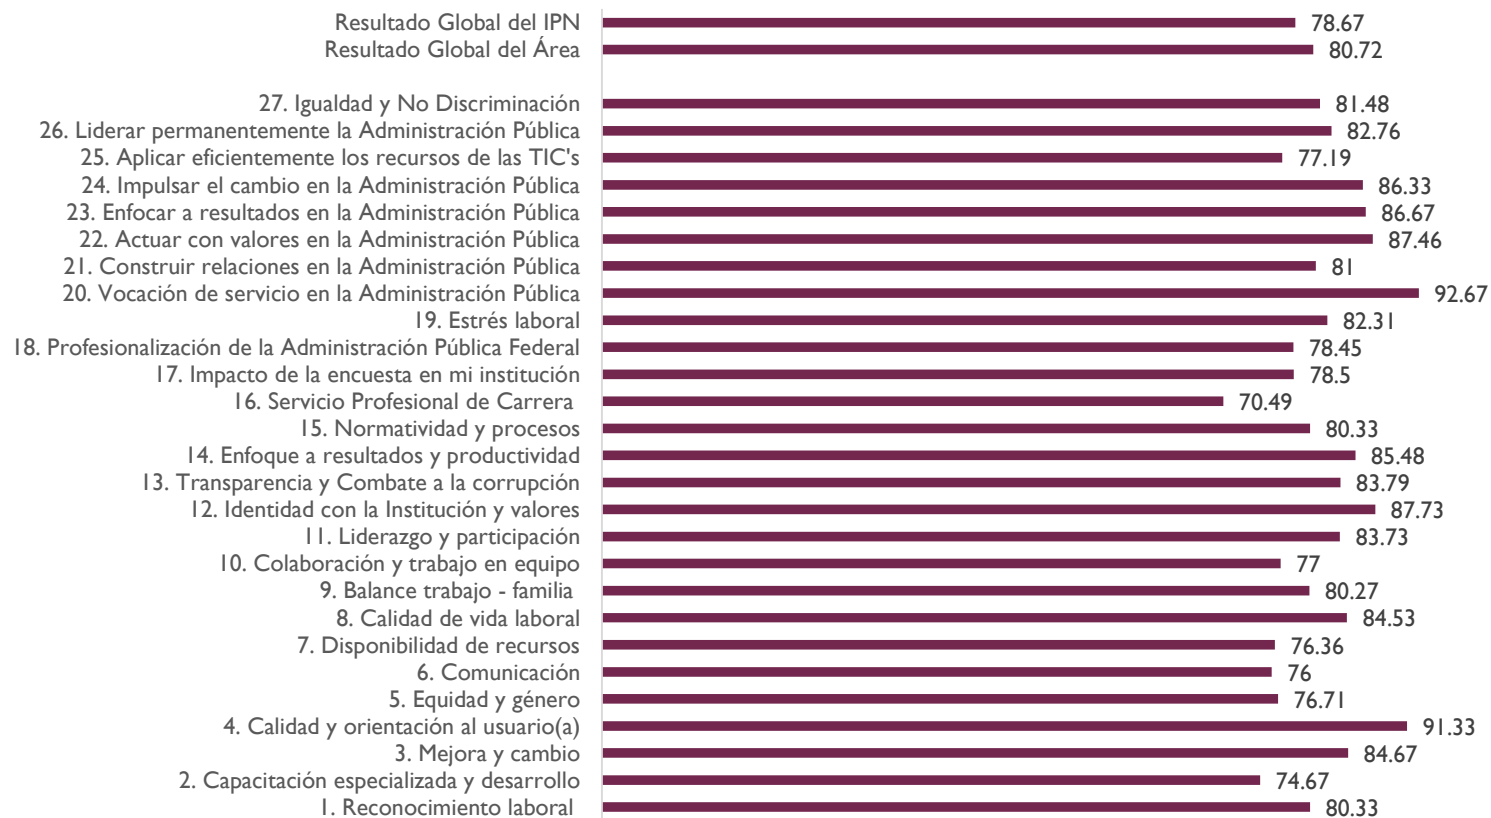 Resultado Global del IPN 78.67
Resultado Global del Área 80.72
27. Igualdad y No Discriminación 81.48
26. Liderar permanentemente la Administración Pública 82.76
25. Aplicar eficientemente los recursos de las TIC's 77.19
24. Impulsar el cambio en la Administración Pública 86.33
23. Enfocar a resultados en la Administración Pública 86.67
22. Actuar con valores en la Administración Pública 87.46
21. Construir relaciones en la Administración Pública 81
20. Vocación de servicio en la Administración Pública 92.67
19. Estrés laboral 82.31
18. Profesionalización de la Administración Pública Federal 78.45
17. Impacto de la encuesta en mi institución 78.5
16. Servicio Profesional de Carrera 70.49
15. Normatividad y procesos 80.33
14. Enfoque a resultados y productividad 85.48
13. Transparencia y Combate a la corrupción 83.79
12. Identidad con la Institución y valores 87.73
11. Liderazgo y participación 83.73
10. Colaboración y trabajo en equipo 77
9. Balance trabajo - familia 80.27
8. Calidad de vida laboral 84.53
7. Disponibilidad de recursos 76.36
6. Comunicación 76
5. Equidad y género 76.71
4. Calidad y orientación al usuario(a) 91.33
3. Mejora y cambio 84.67
2. Capacitación especializada y desarrollo 74.67
1. Reconocimiento laboral 80.33